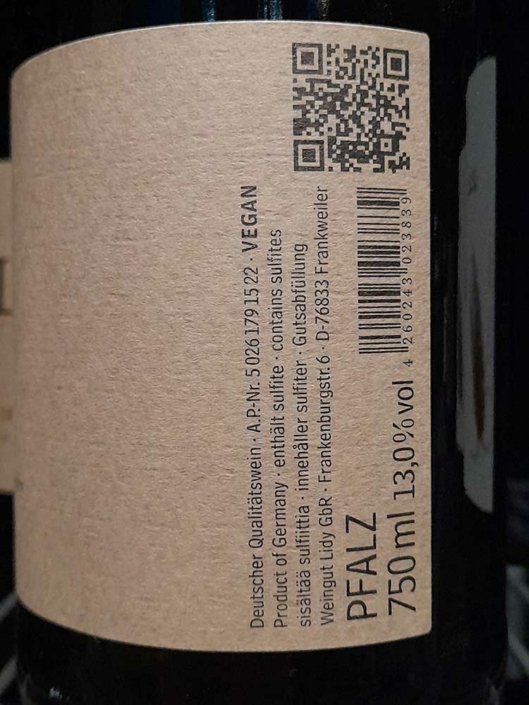 Deutscher Qualitätswein · A.P.-Nr. 5 026 179 15 22 · VEGAN
Product of Germany · enthält sulfite · contains sulfites
sisältää sulfiittia · innehåller sulfiter · Gutsabfüllung
Weingut Lidy GbR · Frankenburgstr. 6 · D-76833 Frankweiler
PFALZ
750 ml 13,0 % vol
4 260243 023839